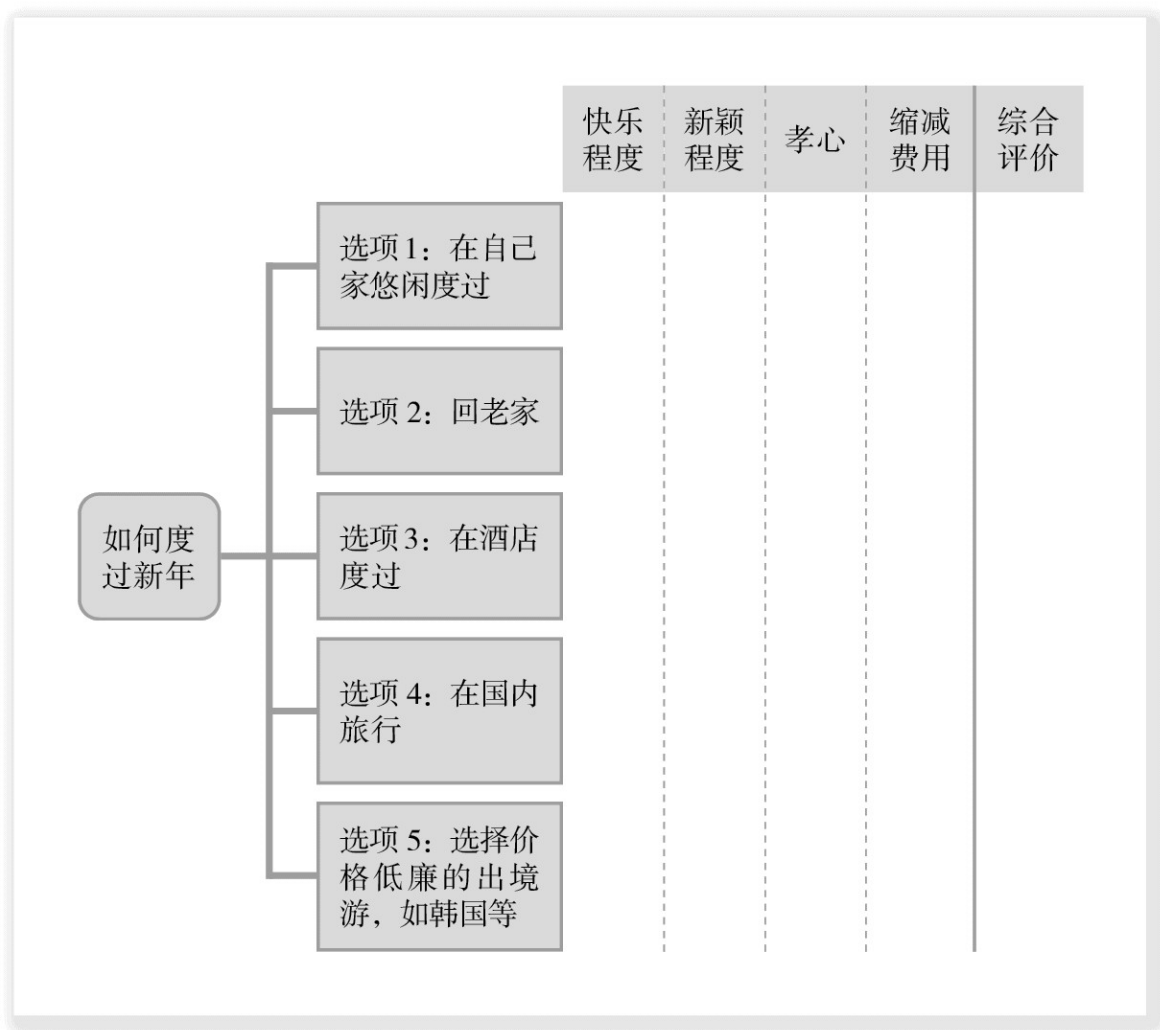 快乐
程度
新颖
程度
孝心
缩减
费用
综合
评价
选项1：在自己
家悠闲度过
选项2：回老家
如何度
过新年
选项3：在酒店
度过
选项4：在国内
旅行
选项5：选择价
格低廉的出境
游，如韩国等